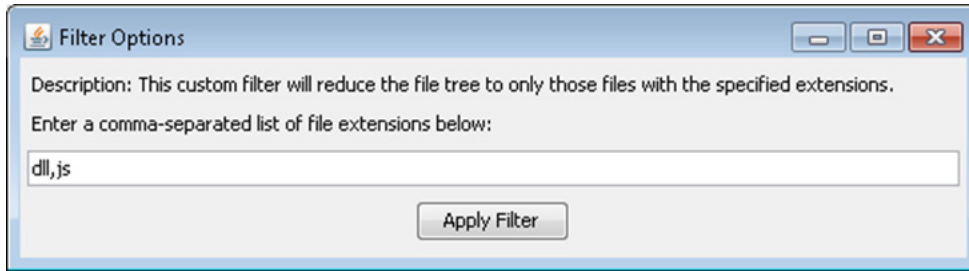 Filter Options
Description: This custom filter will reduce the file tree to only those files with the specified extensions.
Enter a comma-separated list of file extensions below:
dll,js
Apply Filter